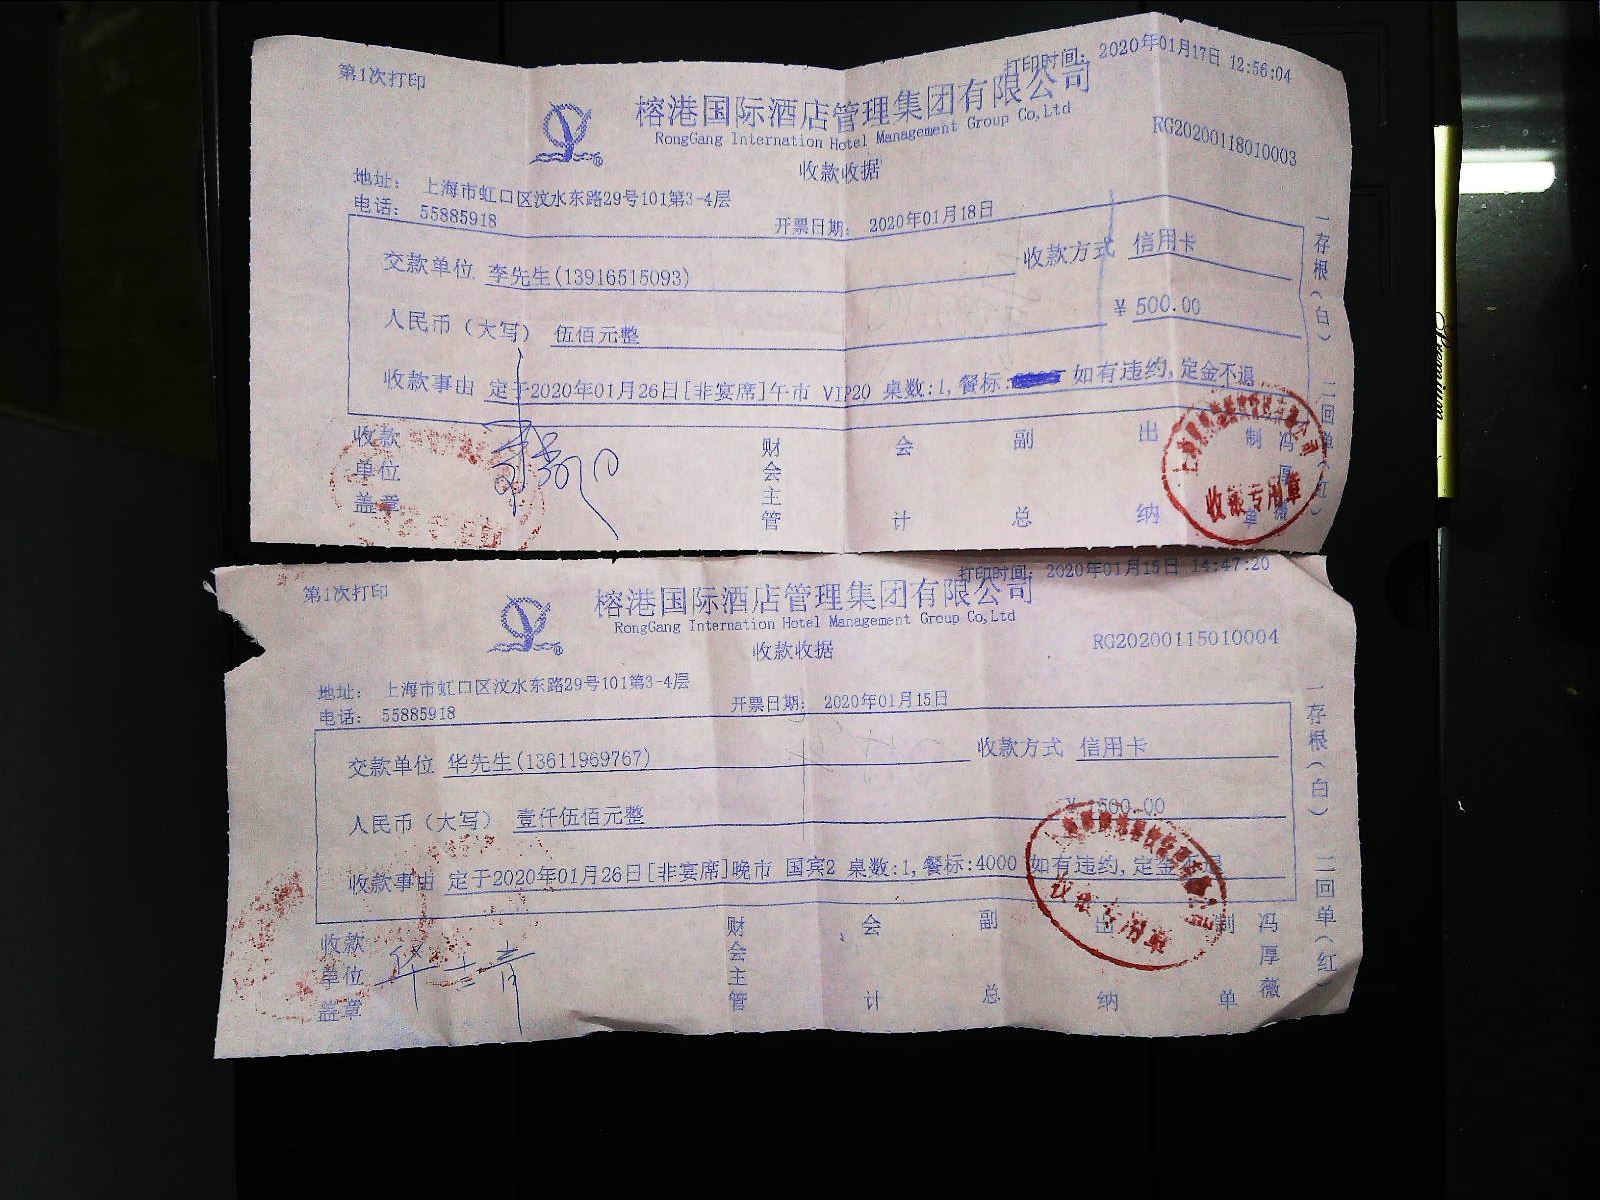 第1次打印
打印时间: 2020年01月17日 12:56:04
榕港国际酒店管理集团有限公司
RongGang Internation Hotel Management Group Co,Ltd
RG20200118010003
收款收据
地址: 上海市虹口区汶水东路29号101第3-4层
电话: 55885918
开票日期: 2020年01月18日
交款单位 李先生(13916515093)
收款方式 信用卡
人民币（大写） 伍佰元整
¥ 500.00
收款事由 定于2020年01月26日[非宴席]午市 VIP20 桌数:1,餐标: 如有违约,定金不退
收款单位盖章
财会主管
会计
副总
出纳
制单
冯厚薇
收银专用章
一存根(白) 二回单(红)
第1次打印
打印时间: 2020年01月15日 14:47:20
榕港国际酒店管理集团有限公司
RongGang Internation Hotel Management Group Co,Ltd
RG20200115010004
收款收据
地址: 上海市虹口区汶水东路29号101第3-4层
电话: 55885918
开票日期: 2020年01月15日
交款单位 华先生(13611969767)
收款方式 信用卡
人民币（大写） 壹仟伍佰元整
¥ 1500.00
收款事由 定于2020年01月26日[非宴席]晚市 国宾2 桌数:1,餐标:4000 如有违约,定金不退
收款单位盖章
财会主管
会计
副总
出纳
制单
冯厚薇
收银专用章
一存根(白) 二回单(红)
Premium